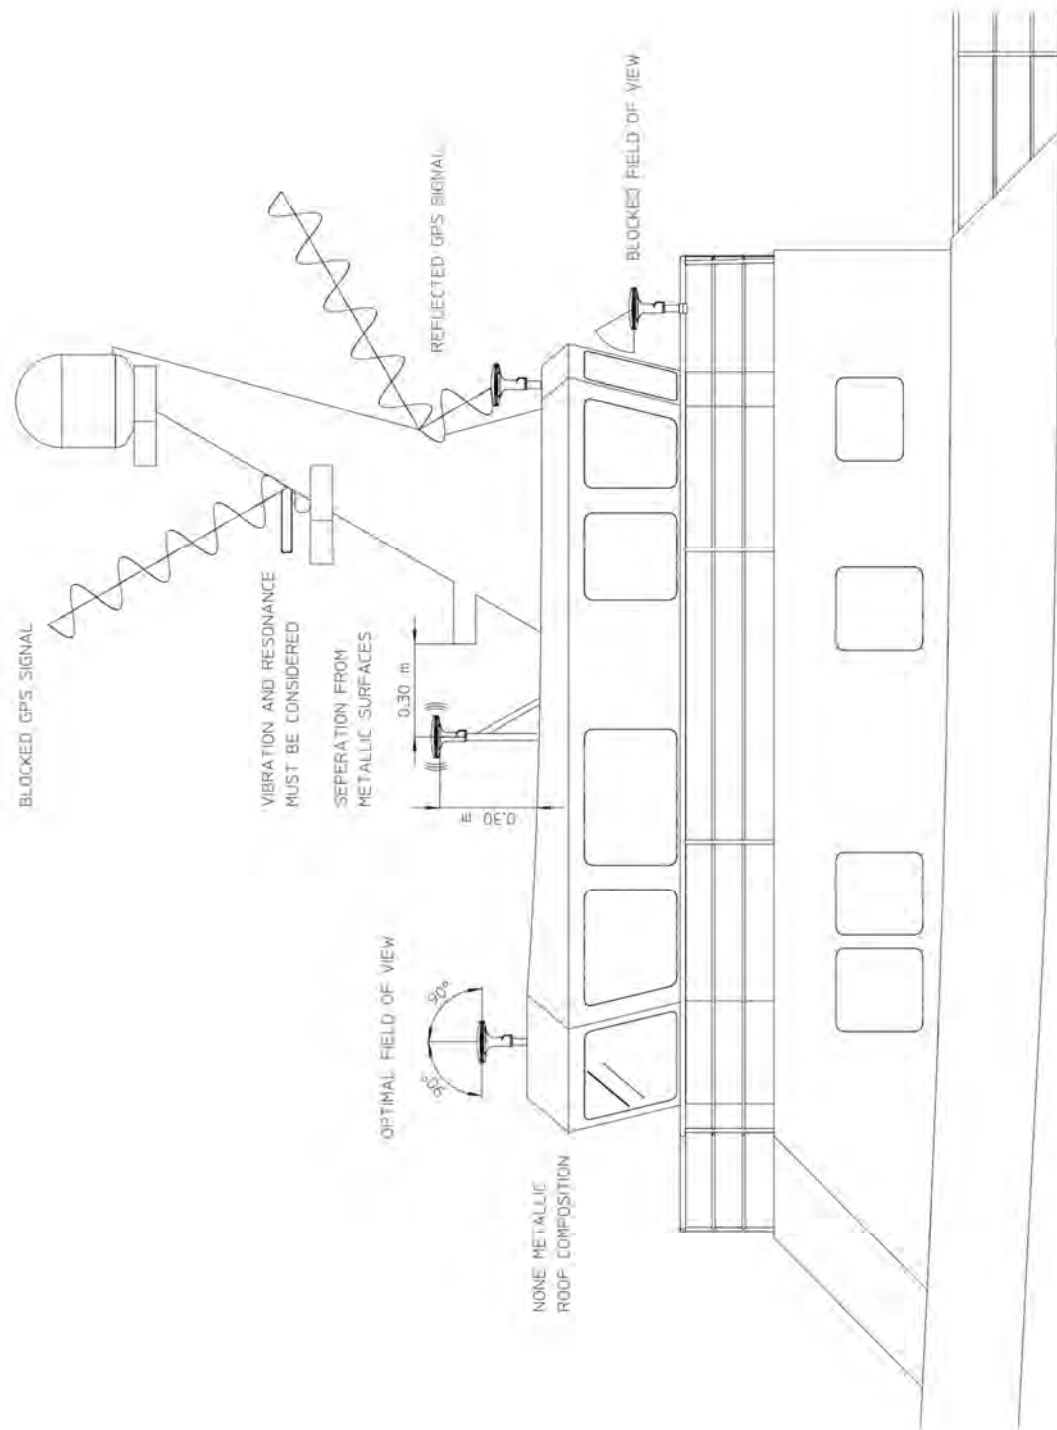 BLOCKED GPS SIGNAL
VIBRATION AND RESONANCE
MUST BE CONSIDERED
SEPERATION FROM
METALLIC SURFACES
0.30 m
0.30 m
REFLECTED GPS SIGNAL
BLOCKED FIELD OF VIEW
OPTIMAL FIELD OF VIEW
90°
90°
NONE METALLIC
ROOF COMPOSITION